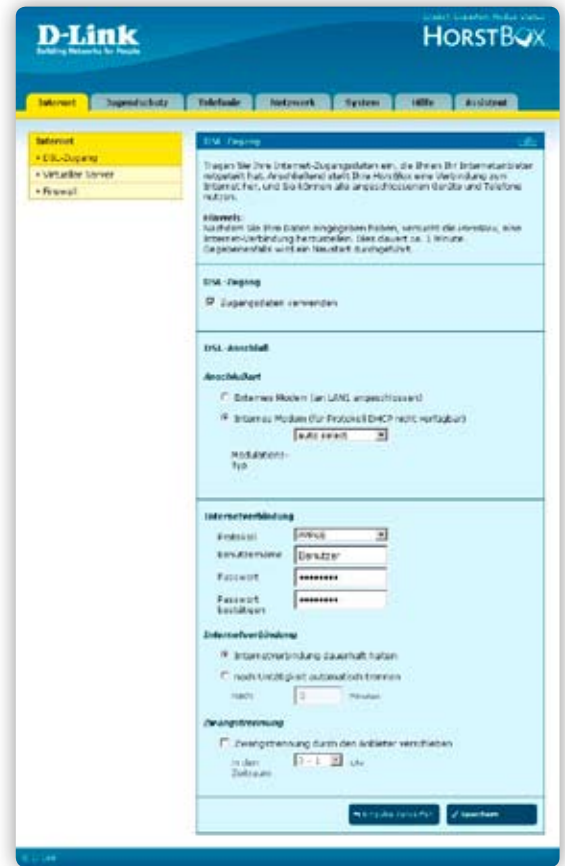 D-Link
Building Networks for People
HORSTBOX
Internet
Jugendschutz
Telefonie
Netzwerk
System
Hilfe
Assistent
Internet
DSL-Zugang
Virtueller Server
Firewall
DSL-Zugang
Hilfe
Tragen Sie Ihre Internet-Zugangsdaten ein, die Ihnen Ihr Internetanbieter
mitgeteilt hat. Anschließend stellt Ihre HorstBox eine Verbindung zum
Internet her, und Sie können alle angeschlossenen Geräte und Telefone
nutzen.
Hinweis:
Nachdem Sie Ihre Daten eingegeben haben, versucht die HorstBox, eine
Internet-Verbindung herzustellen. Dies dauert ca. 1 Minute.
Gegebenenfalls wird ein Neustart durchgeführt.
DSL-Zugang
Zugangsdaten verwenden
DSL-Anschluß
Anschlußart
Externes Modem (an LAN1 angeschlossen)
Internes Modem (für Protokoll DHCP nicht verfügbar)
auto select
Modulations-
Typ
Internetverbindung
Protokoll
PPPoE
Benutzername
Benutzer
Passwort
••••••••
Passwort
bestätigen
••••••••
Internetverbindung
Internetverbindung dauerhaft halten
nach Untätigkeit automatisch trennen
nach
Minuten
Zwangstrennung
Zwangstrennung durch den Anbieter verschieben
in den
Zeitraum
Uhr
Eingabe verwerfen
Speichern
© D-Link